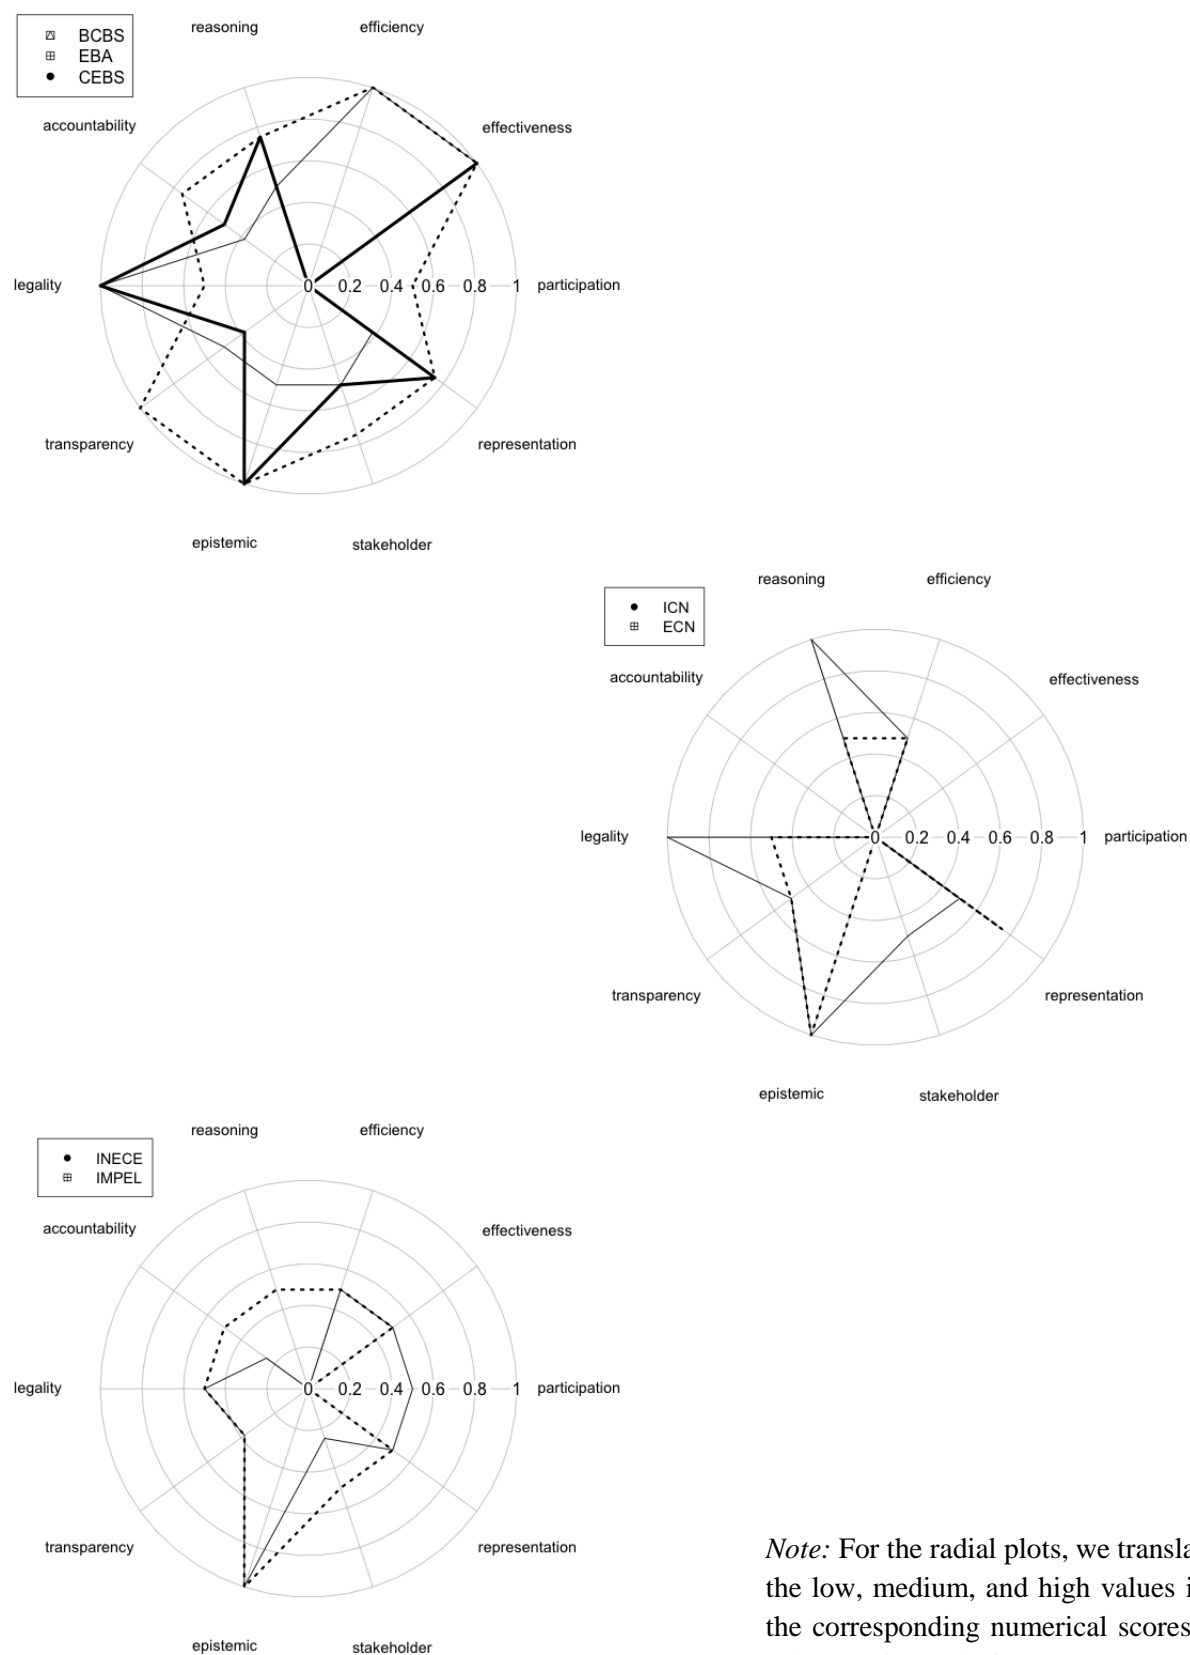 reasoning efficiency
BCBS
EBA
CEBS
accountability effectiveness
legality 0 0.2 0.4 0.6 0.8 1 participation
transparency representation
epistemic stakeholder
reasoning efficiency
ICN
ECN
accountability effectiveness
legality 0 0.2 0.4 0.6 0.8 1 participation
transparency representation
epistemic stakeholder
reasoning efficiency
INECE
IMPEL
accountability effectiveness
legality 0 0.2 0.4 0.6 0.8 1 participation
transparency representation
epistemic stakeholder
Note: For the radial plots, we transla
the low, medium, and high values i
the corresponding numerical scores